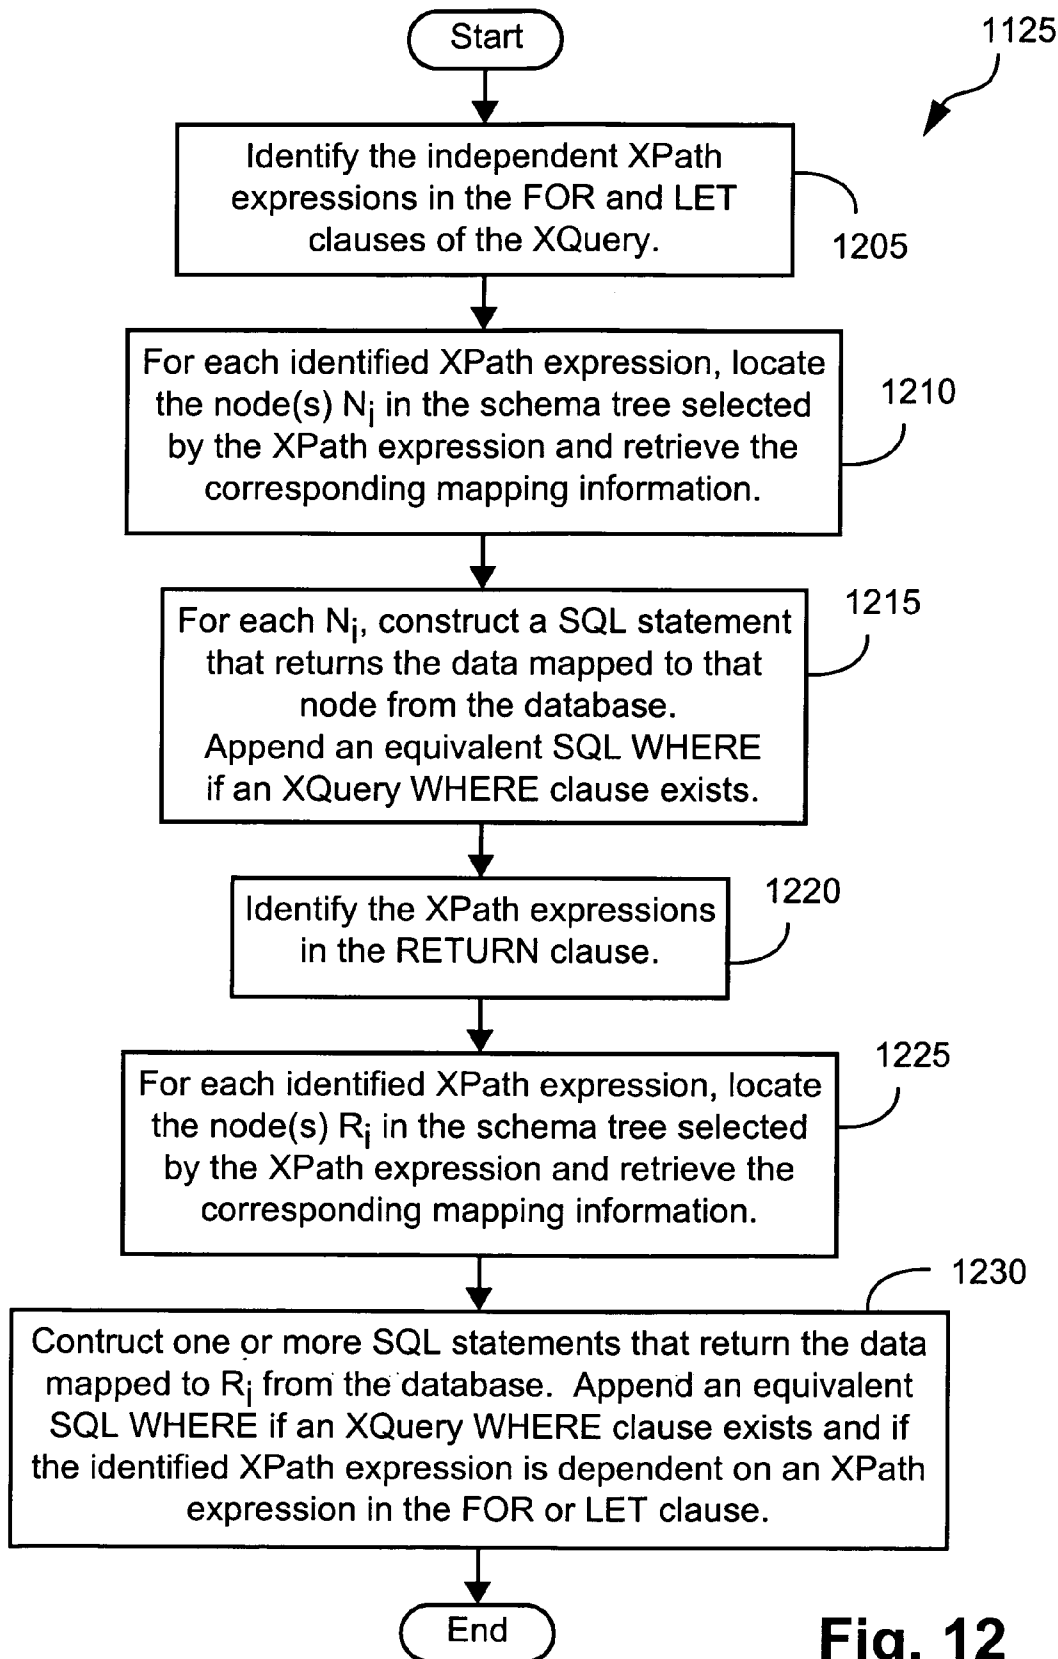 Start
1125
Identify the independent XPath
expressions in the FOR and LET
clauses of the XQuery.
1205
For each identified XPath expression, locate
the node(s) Ni in the schema tree selected
by the XPath expression and retrieve the
corresponding mapping information.
1210
For each Ni, construct a SQL statement
that returns the data mapped to that
node from the database.
Append an equivalent SQL WHERE
if an XQuery WHERE clause exists.
1215
Identify the XPath expressions
in the RETURN clause.
1220
For each identified XPath expression, locate
the node(s) Ri in the schema tree selected
by the XPath expression and retrieve the
corresponding mapping information.
1225
Contruct one or more SQL statements that return the data
mapped to Ri from the database. Append an equivalent
SQL WHERE if an XQuery WHERE clause exists and if
the identified XPath expression is dependent on an XPath
expression in the FOR or LET clause.
1230
End
Fig. 12